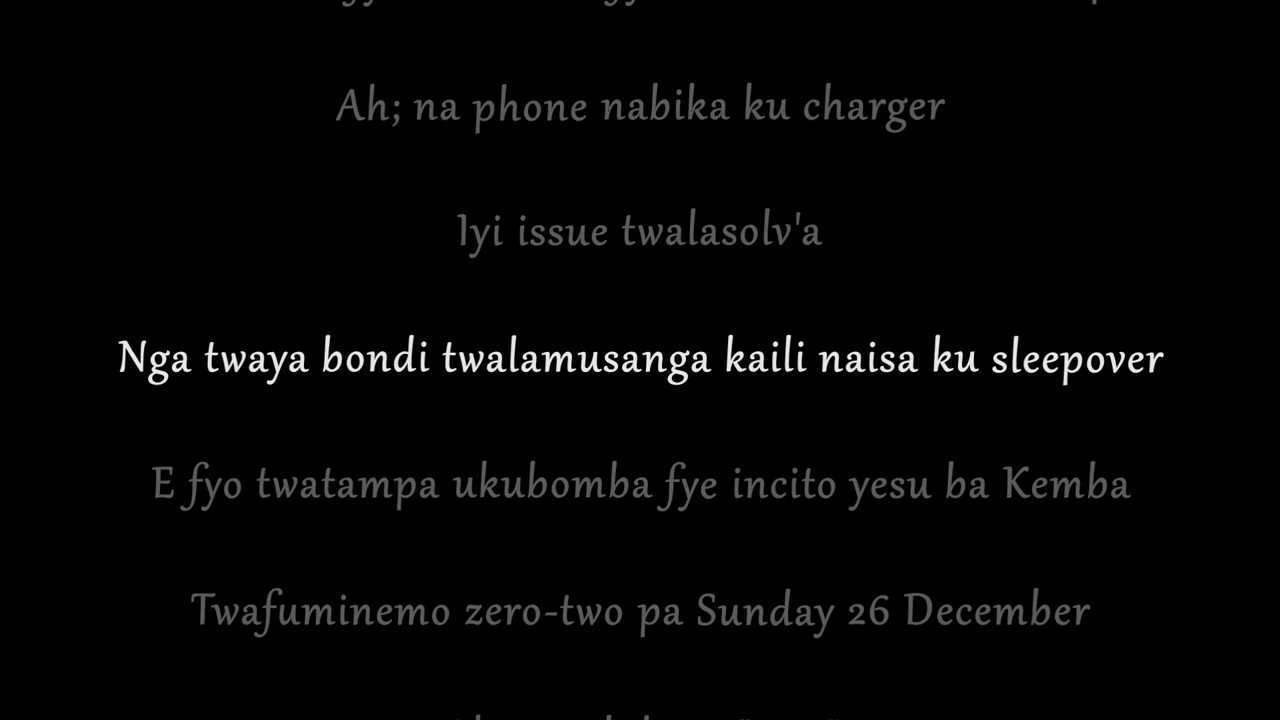 Ah; na phone nabika ku charger
Iyi issue twalasolv'a
Nga twaya bondi twalamusanga kaili naisa ku sleepover
E fyo twatampa ukubomba fye incito yesu ba Kemba
Twafuminemo zero-two pa Sunday 26 December